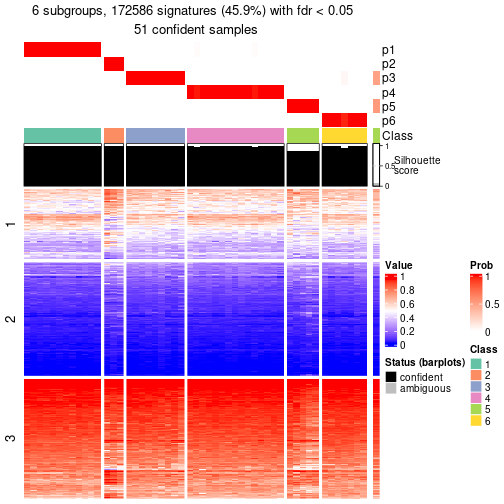 6 subgroups, 172586 signatures (45.9%) with fdr < 0.05
51 confident samples
p1
p2
p3
p4
p5
p6
Class
1
0.5
0
Silhouette
score
1
2
3
Value
1
0.8
0.6
0.4
0.2
0
Prob
1
0.5
0
Status (barplots)
confident
ambiguous
Class
1
2
3
4
5
6